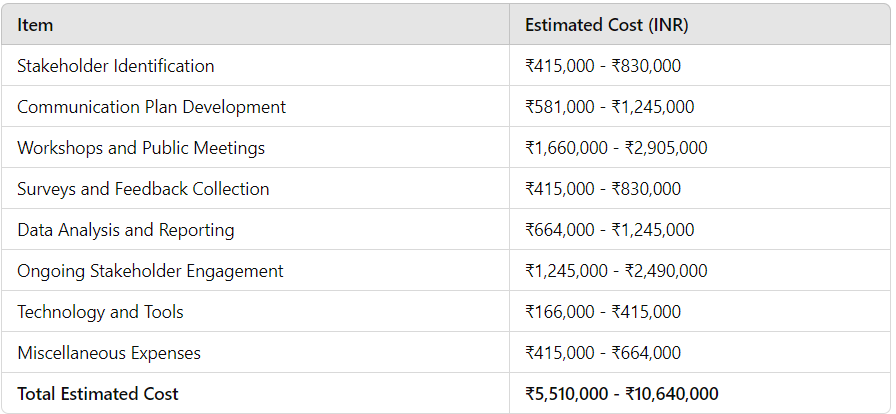 Item Estimated Cost (INR)
Stakeholder Identification ₹415,000 - ₹830,000
Communication Plan Development ₹581,000 - ₹1,245,000
Workshops and Public Meetings ₹1,660,000 - ₹2,905,000
Surveys and Feedback Collection ₹415,000 - ₹830,000
Data Analysis and Reporting ₹664,000 - ₹1,245,000
Ongoing Stakeholder Engagement ₹1,245,000 - ₹2,490,000
Technology and Tools ₹166,000 - ₹415,000
Miscellaneous Expenses ₹415,000 - ₹664,000
Total Estimated Cost ₹5,510,000 - ₹10,640,000